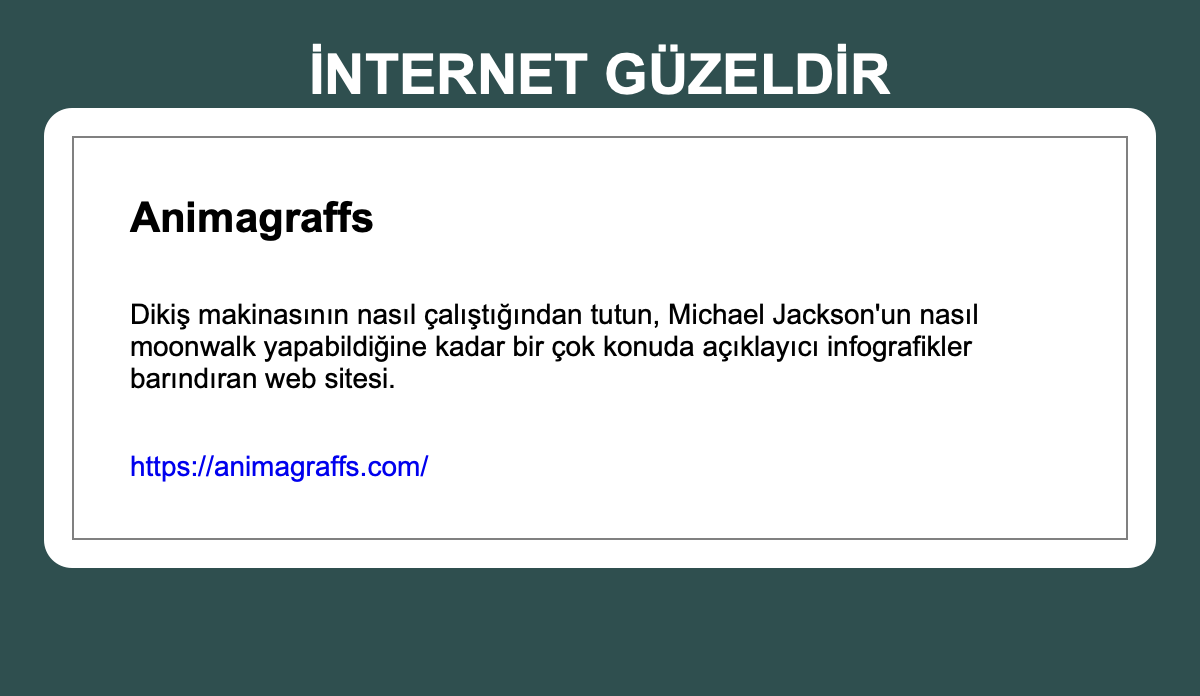 İNTERNET GÜZELDİR
Animagraffs
Dikiş makinasının nasıl çalıştığından tutun, Michael Jackson'un nasıl
moonwalk yapabildiğine kadar bir çok konuda açıklayıcı infografikler
barındıran web sitesi.
https://animagraffs.com/